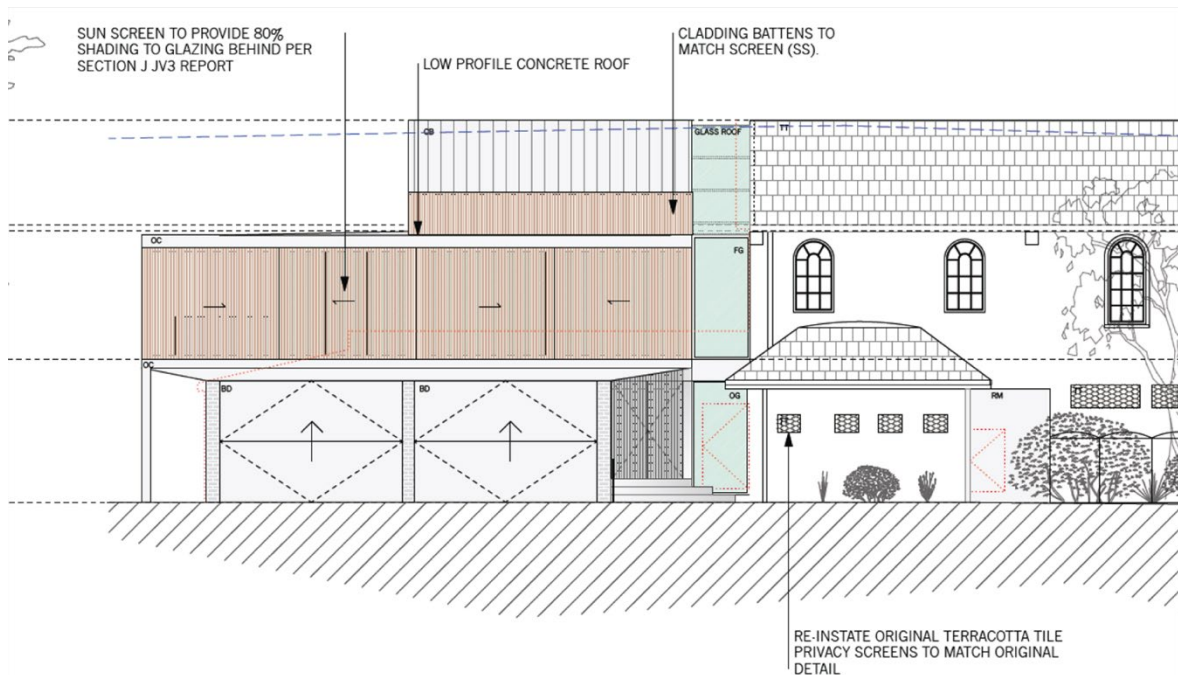 SUN SCREEN TO PROVIDE 80%
SHADING TO GLAZING BEHIND PER
SECTION J JV3 REPORT
LOW PROFILE CONCRETE ROOF
CLADDING BATTENS TO
MATCH SCREEN (SS).
CB
GLASS ROOF
TT
OC
FG
OC
BD
BD
OG
RM
RE-INSTATE ORIGINAL TERRACOTTA TILE
PRIVACY SCREENS TO MATCH ORIGINAL
DETAIL